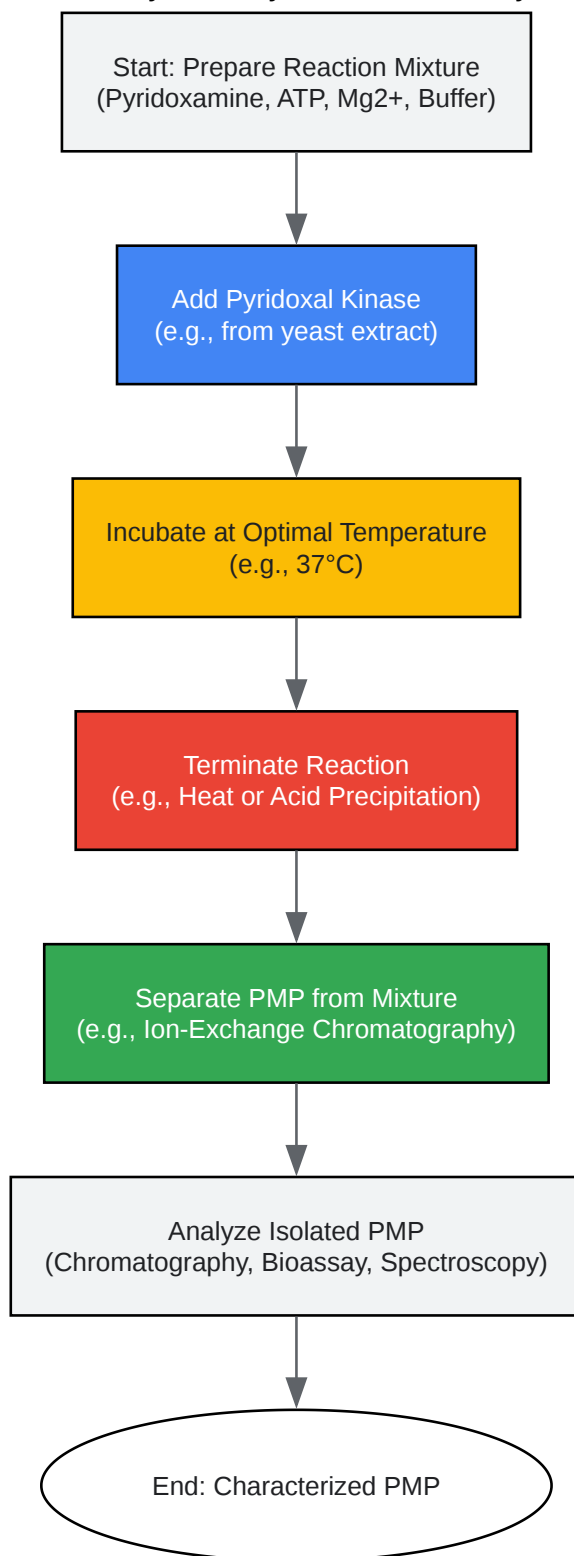 Start: Prepare Reaction Mixture
(Pyridoxamine, ATP, Mg2+, Buffer)
Add Pyridoxal Kinase
(e.g., from yeast extract)
Incubate at Optimal Temperature
(e.g., 37°C)
Terminate Reaction
(e.g., Heat or Acid Precipitation)
Separate PMP from Mixture
(e.g., Ion-Exchange Chromatography)
Analyze Isolated PMP
(Chromatography, Bioassay, Spectroscopy)
End: Characterized PMP